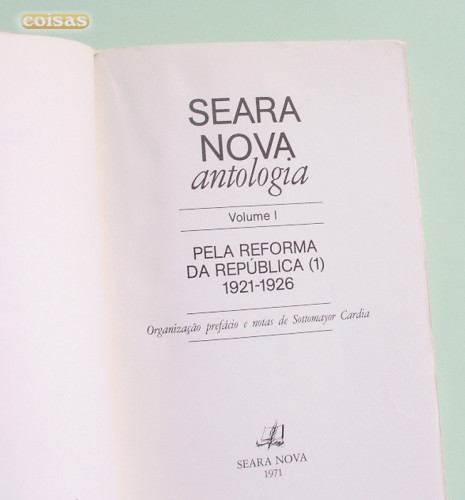 coisas
SEARA
NOVA
antologia
Volume I
PELA REFORMA
DA REPÚBLICA (1)
1921-1926
Organização prefácio e notas de Sottomayor Cardia
SEARA NOVA
1971